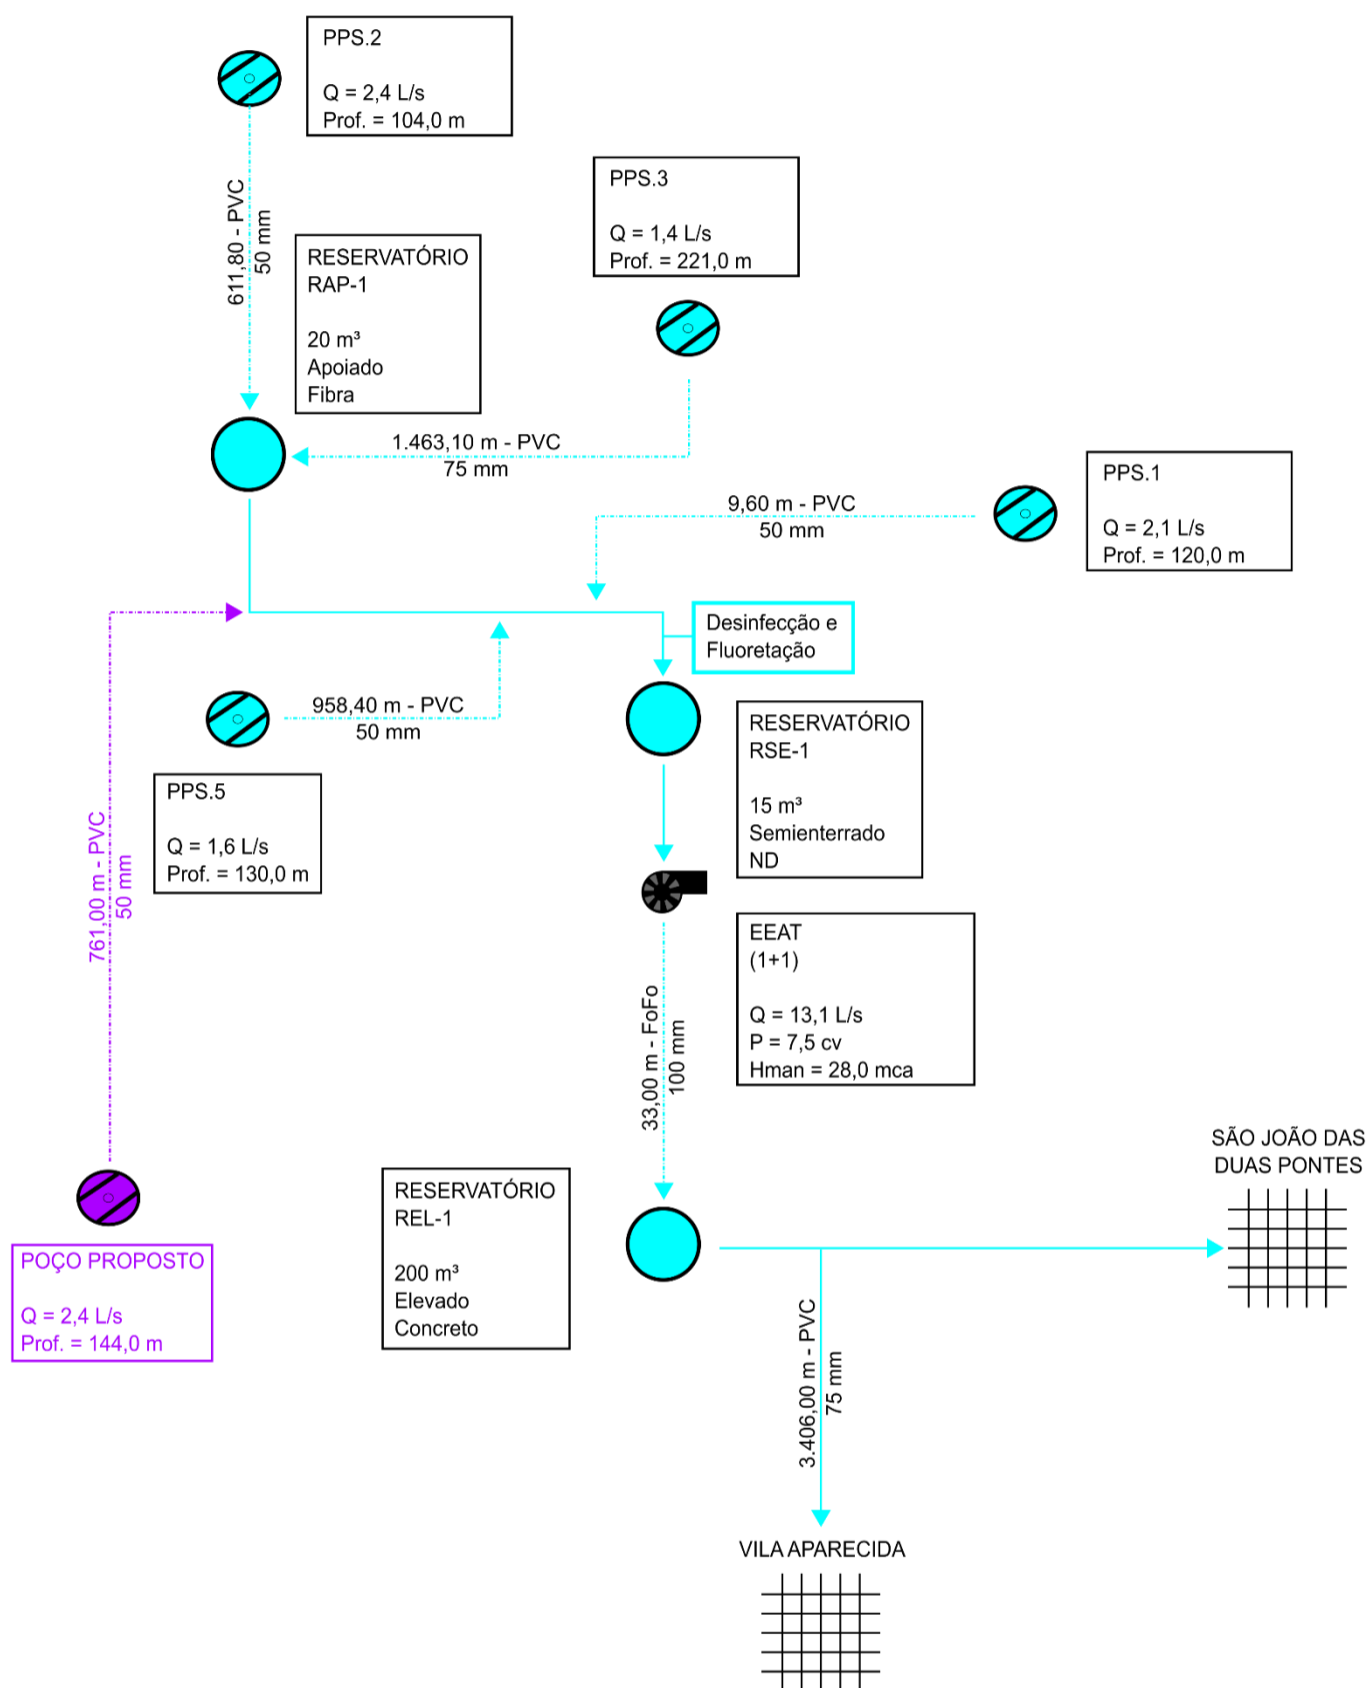 PPS.2
Q = 2,4 L/s
Prof. = 104,0 m
PPS.3
Q = 1,4 L/s
Prof. = 221,0 m
611,80 - PVC
50 mm
RESERVATÓRIO
RAP-1
20 m³
Apoiado
Fibra
1.463,10 m - PVC
75 mm
PPS.1
Q = 2,1 L/s
Prof. = 120,0 m
9,60 m - PVC
50 mm
Desinfecção e
Fluoretação
958,40 m - PVC
50 mm
RESERVATÓRIO
RSE-1
15 m³
Semienterrado
ND
PPS.5
Q = 1,6 L/s
Prof. = 130,0 m
761,00 m - PVC
50 mm
EEAT
(1+1)
Q = 13,1 L/s
P = 7,5 cv
Hman = 28,0 mca
33,00 m - FoFo
100 mm
SÃO JOÃO DAS
DUAS PONTES
RESERVATÓRIO
REL-1
200 m³
Elevado
Concreto
POÇO PROPOSTO
Q = 2,4 L/s
Prof. = 144,0 m
3.406,00 m - PVC
75 mm
VILA APARECIDA